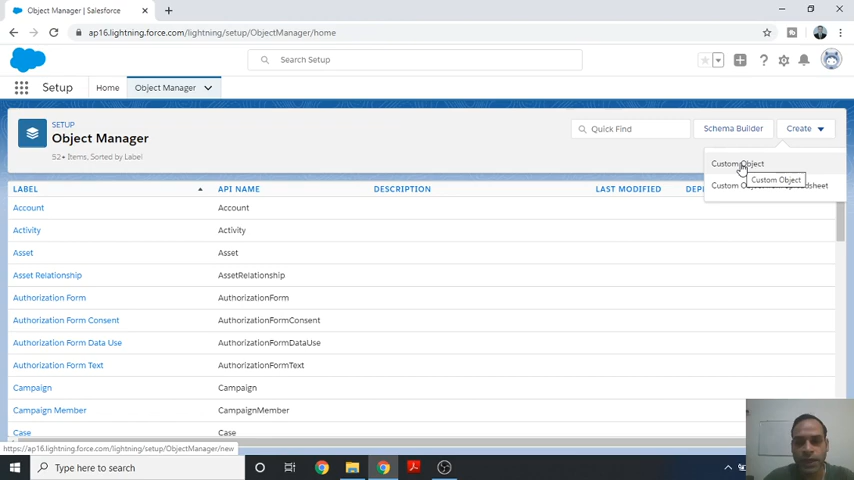 Object Manager | Salesforce
ap16.lightning.force.com/lightning/setup/ObjectManager/home
Search Setup
Setup
Home
Object Manager
SETUP
Object Manager
52+ Items, Sorted by Label
Quick Find
Schema Builder
Create
Custom Object
Custom Object
Custom
LABEL
API NAME
DESCRIPTION
LAST MODIFIED
Account Account
Activity Activity
Asset Asset
Asset Relationship AssetRelationship
Authorization Form AuthorizationForm
Authorization Form Consent AuthorizationFormConsent
Authorization Form Data Use AuthorizationFormDataUse
Authorization Form Text AuthorizationFormText
Campaign Campaign
Campaign Member CampaignMember
Case Case
https://ap16.lightning.force.com/lightning/setup/ObjectManager/new
Type here to search